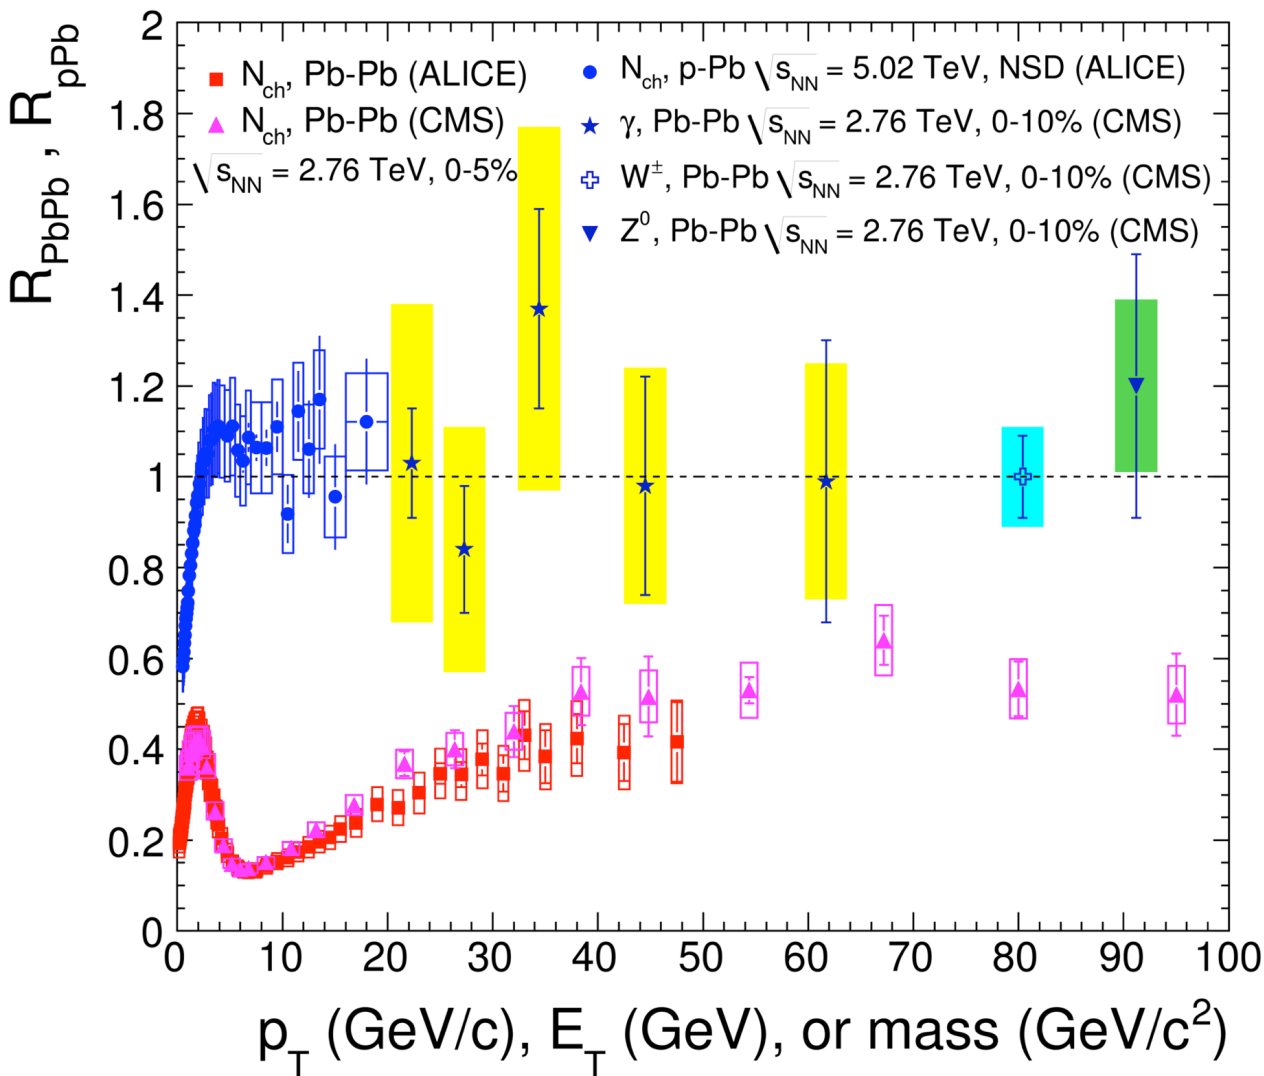 R_PbPb , R_pPb
N_ch, Pb-Pb (ALICE)
N_ch, Pb-Pb (CMS)
√s_NN = 2.76 TeV, 0-5%
N_ch, p-Pb √s_NN = 5.02 TeV, NSD (ALICE)
γ, Pb-Pb √s_NN = 2.76 TeV, 0-10% (CMS)
W^±, Pb-Pb √s_NN = 2.76 TeV, 0-10% (CMS)
Z^0, Pb-Pb √s_NN = 2.76 TeV, 0-10% (CMS)
2
1.8
1.6
1.4
1.2
1
0.8
0.6
0.4
0.2
0
0 10 20 30 40 50 60 70 80 90 100
p_T (GeV/c), E_T (GeV), or mass (GeV/c^2)